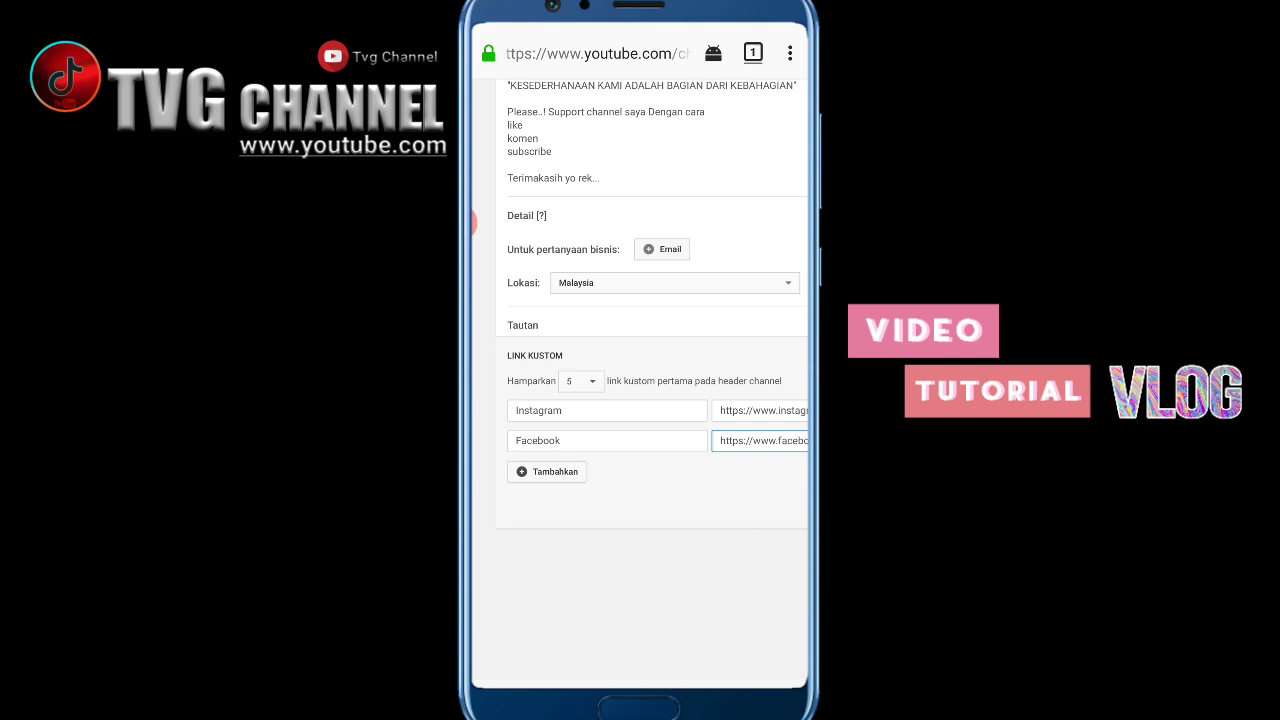 Tvg Channel
TVG CHANNEL
www.youtube.com
ttps://www.youtube.com/ch
1
"KESEDERHANAAN KAMI ADALAH BAGIAN DARI KEBAHAGIAN"
Please..! Support channel saya Dengan cara
like
komen
subscribe
Terimakasih yo rek...
Detail [?]
Untuk pertanyaan bisnis: Email
Lokasi: Malaysia
Tautan
LINK KUSTOM
Hamparkan 5 link kustom pertama pada header channel
Instagram https://www.instagr
Facebook https://www.facebo
Tambahkan
VIDEO
TUTORIAL
VLOG